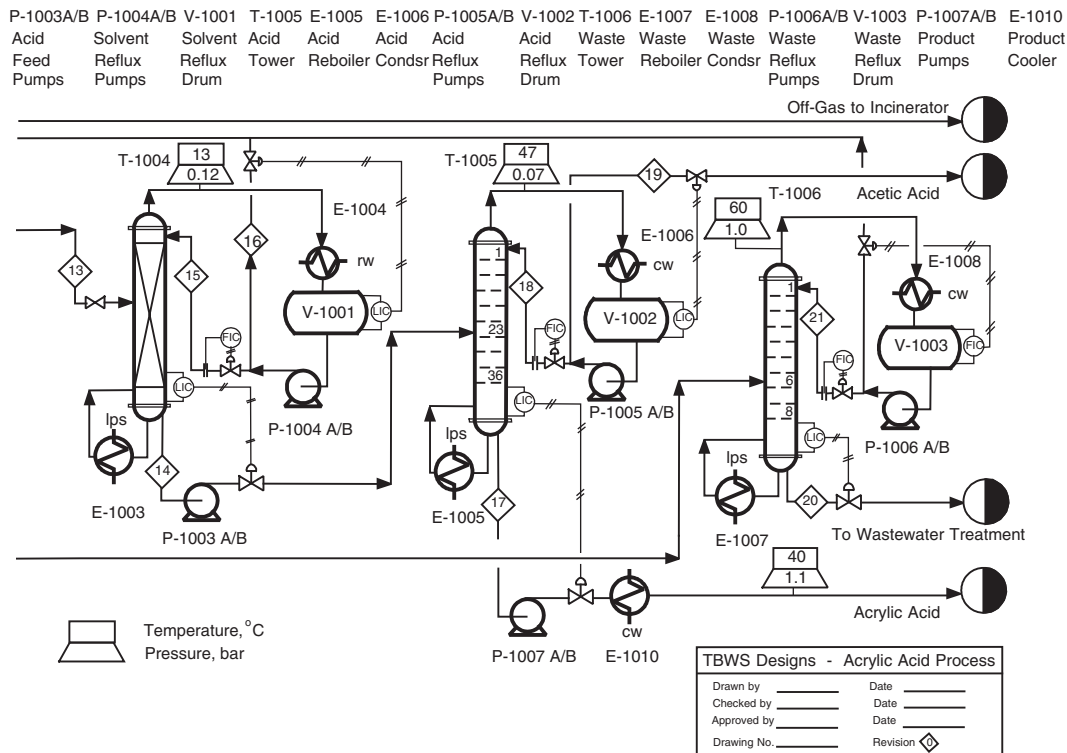 P-1003A/B P-1004A/B V-1001 T-1005 E-1005 E-1006 P-1005A/B V-1002 T-1006 E-1007 E-1008 P-1006A/B V-1003 P-1007A/B E-1010
Acid Solvent Solvent Acid Acid Acid Acid Acid Waste Waste Waste Waste Waste Product Product
Feed Reflux Reflux Tower Reboiler Condsr Reflux Reflux Tower Reboiler Condsr Reflux Reflux Pumps Cooler
Pumps Pumps Drum Pumps Drum Pumps Drum
Off-Gas to Incinerator
T-1004
13
0.12
T-1005
47
0.07
19
Acetic Acid
T-1006
60
1.0
E-1004
16
13
15
rw
V-1001
LIC
FIC
LIC
P-1004 A/B
lps
E-1003
14
P-1003 A/B
1
23
36
18
E-1006
cw
V-1002
LIC
FIC
LIC
P-1005 A/B
lps
E-1005
17
1
6
8
21
E-1008
cw
V-1003
FIC
FIC
LIC
P-1006 A/B
lps
E-1007
20
To Wastewater Treatment
40
1.1
Acrylic Acid
P-1007 A/B
cw
E-1010
Temperature, °C
Pressure, bar
TBWS Designs - Acrylic Acid Process
Drawn by Date
Checked by Date
Approved by Date
Drawing No. Revision 0